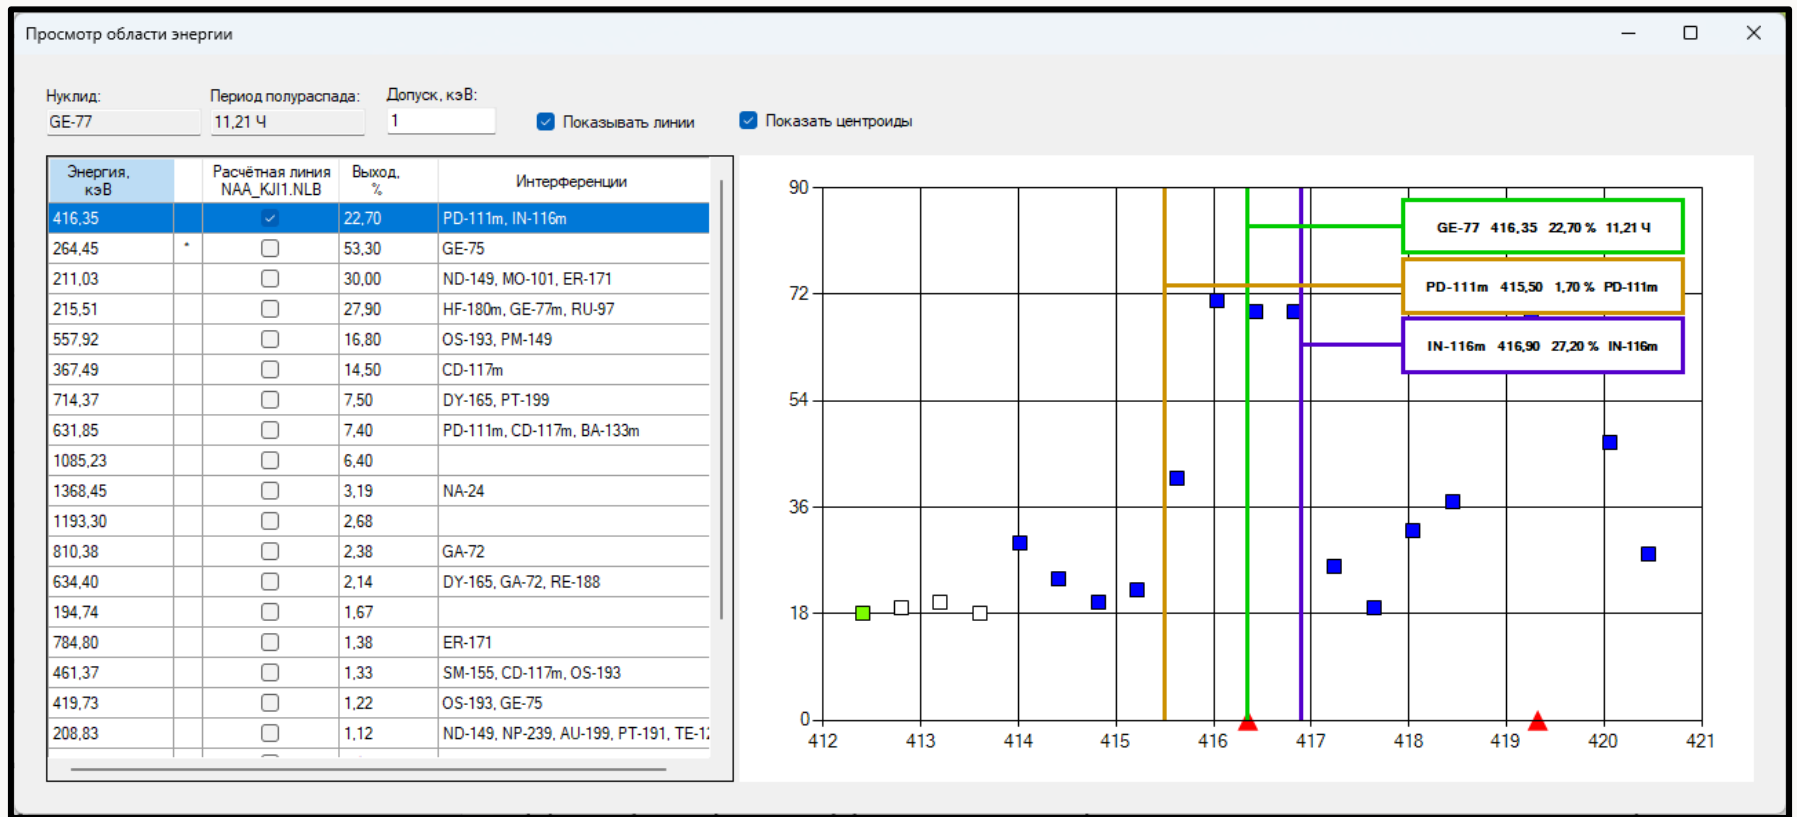 Просмотр области энергии
Нуклид: Период полураспада: Допуск, кэВ:
GE-77 11,21 Ч 1 Показывать линии Показать центроиды
Энергия, кэВ Расчётная линия NAA_KJI1.NLB Выход, % Интерференции
416,35 22,70 PD-111m, IN-116m
264,45 * 53,30 GE-75
211,03 30,00 ND-149, MO-101, ER-171
215,51 27,90 HF-180m, GE-77m, RU-97
557,92 16,80 OS-193, PM-149
367,49 14,50 CD-117m
714,37 7,50 DY-165, PT-199
631,85 7,40 PD-111m, CD-117m, BA-133m
1085,23 6,40
1368,45 3,19 NA-24
1193,30 2,68
810,38 2,38 GA-72
634,40 2,14 DY-165, GA-72, RE-188
194,74 1,67
784,80 1,38 ER-171
461,37 1,33 SM-155, CD-117m, OS-193
419,73 1,22 OS-193, GE-75
208,83 1,12 ND-149, NP-239, AU-199, PT-191, TE-12
90
72
54
36
18
0
412 413 414 415 416 417 418 419 420 421
GE-77 416,35 22,70 % 11,21 Ч
PD-111m 415,50 1,70 % PD-111m
IN-116m 416,90 27,20 % IN-116m